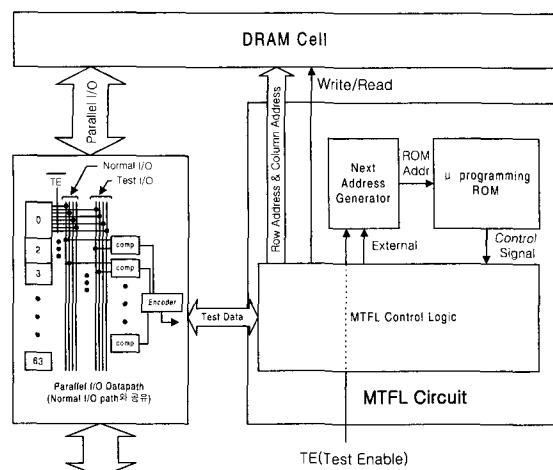 DRAM Cell
Parallel I/O
Row Address & Column Address
Write/Read
Normal I/O
Test I/O
TE
0
2
3
63
comp
comp
comp
Encoder
Parallel I/O Datapath
(Normal I/O path와 공유)
Test Data
Next
Address
Generator
ROM
Addr
μ programming
ROM
External
Control
Signal
MTFL Control Logic
MTFL Circuit
TE(Test Enable)